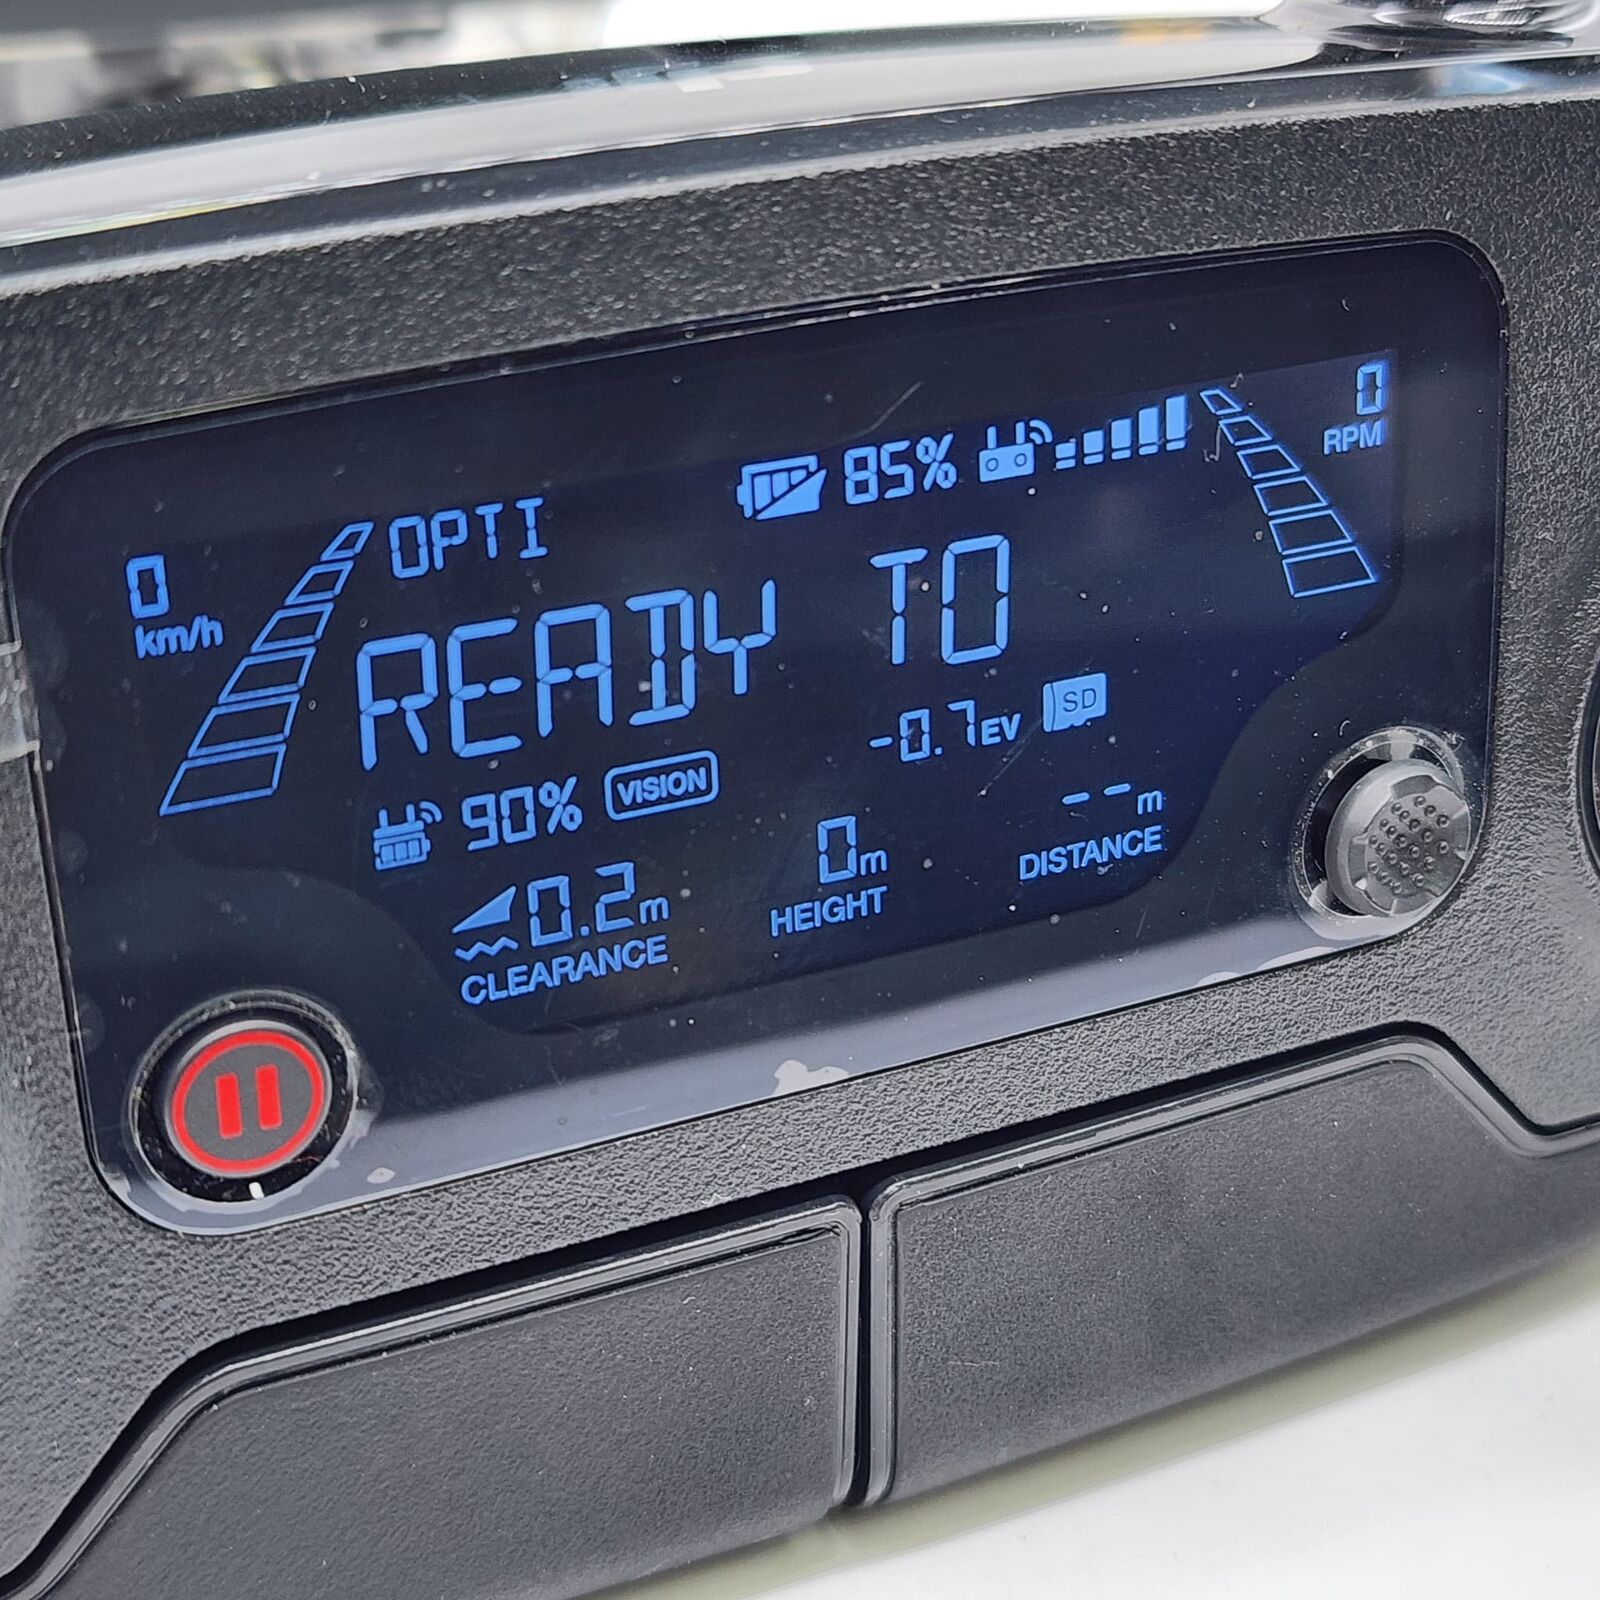 85%
0
RPM
OPTI
0
km/h
READY TO
-0.7EV
SD
90%
VISION
0.2m
CLEARANCE
0m
HEIGHT
--m
DISTANCE